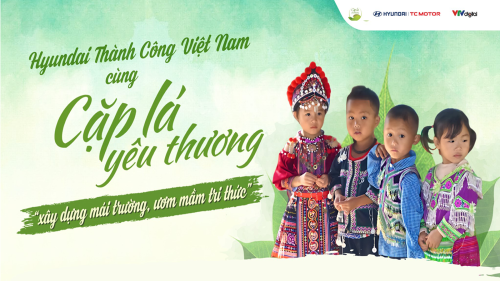 HYUNDAI | TC MOTOR
VTVdigital
Hyundai Thành Công Việt Nam
cùng
Cặp lá
yêu thương
"xây dựng mái trường, ươm mầm tri thức"